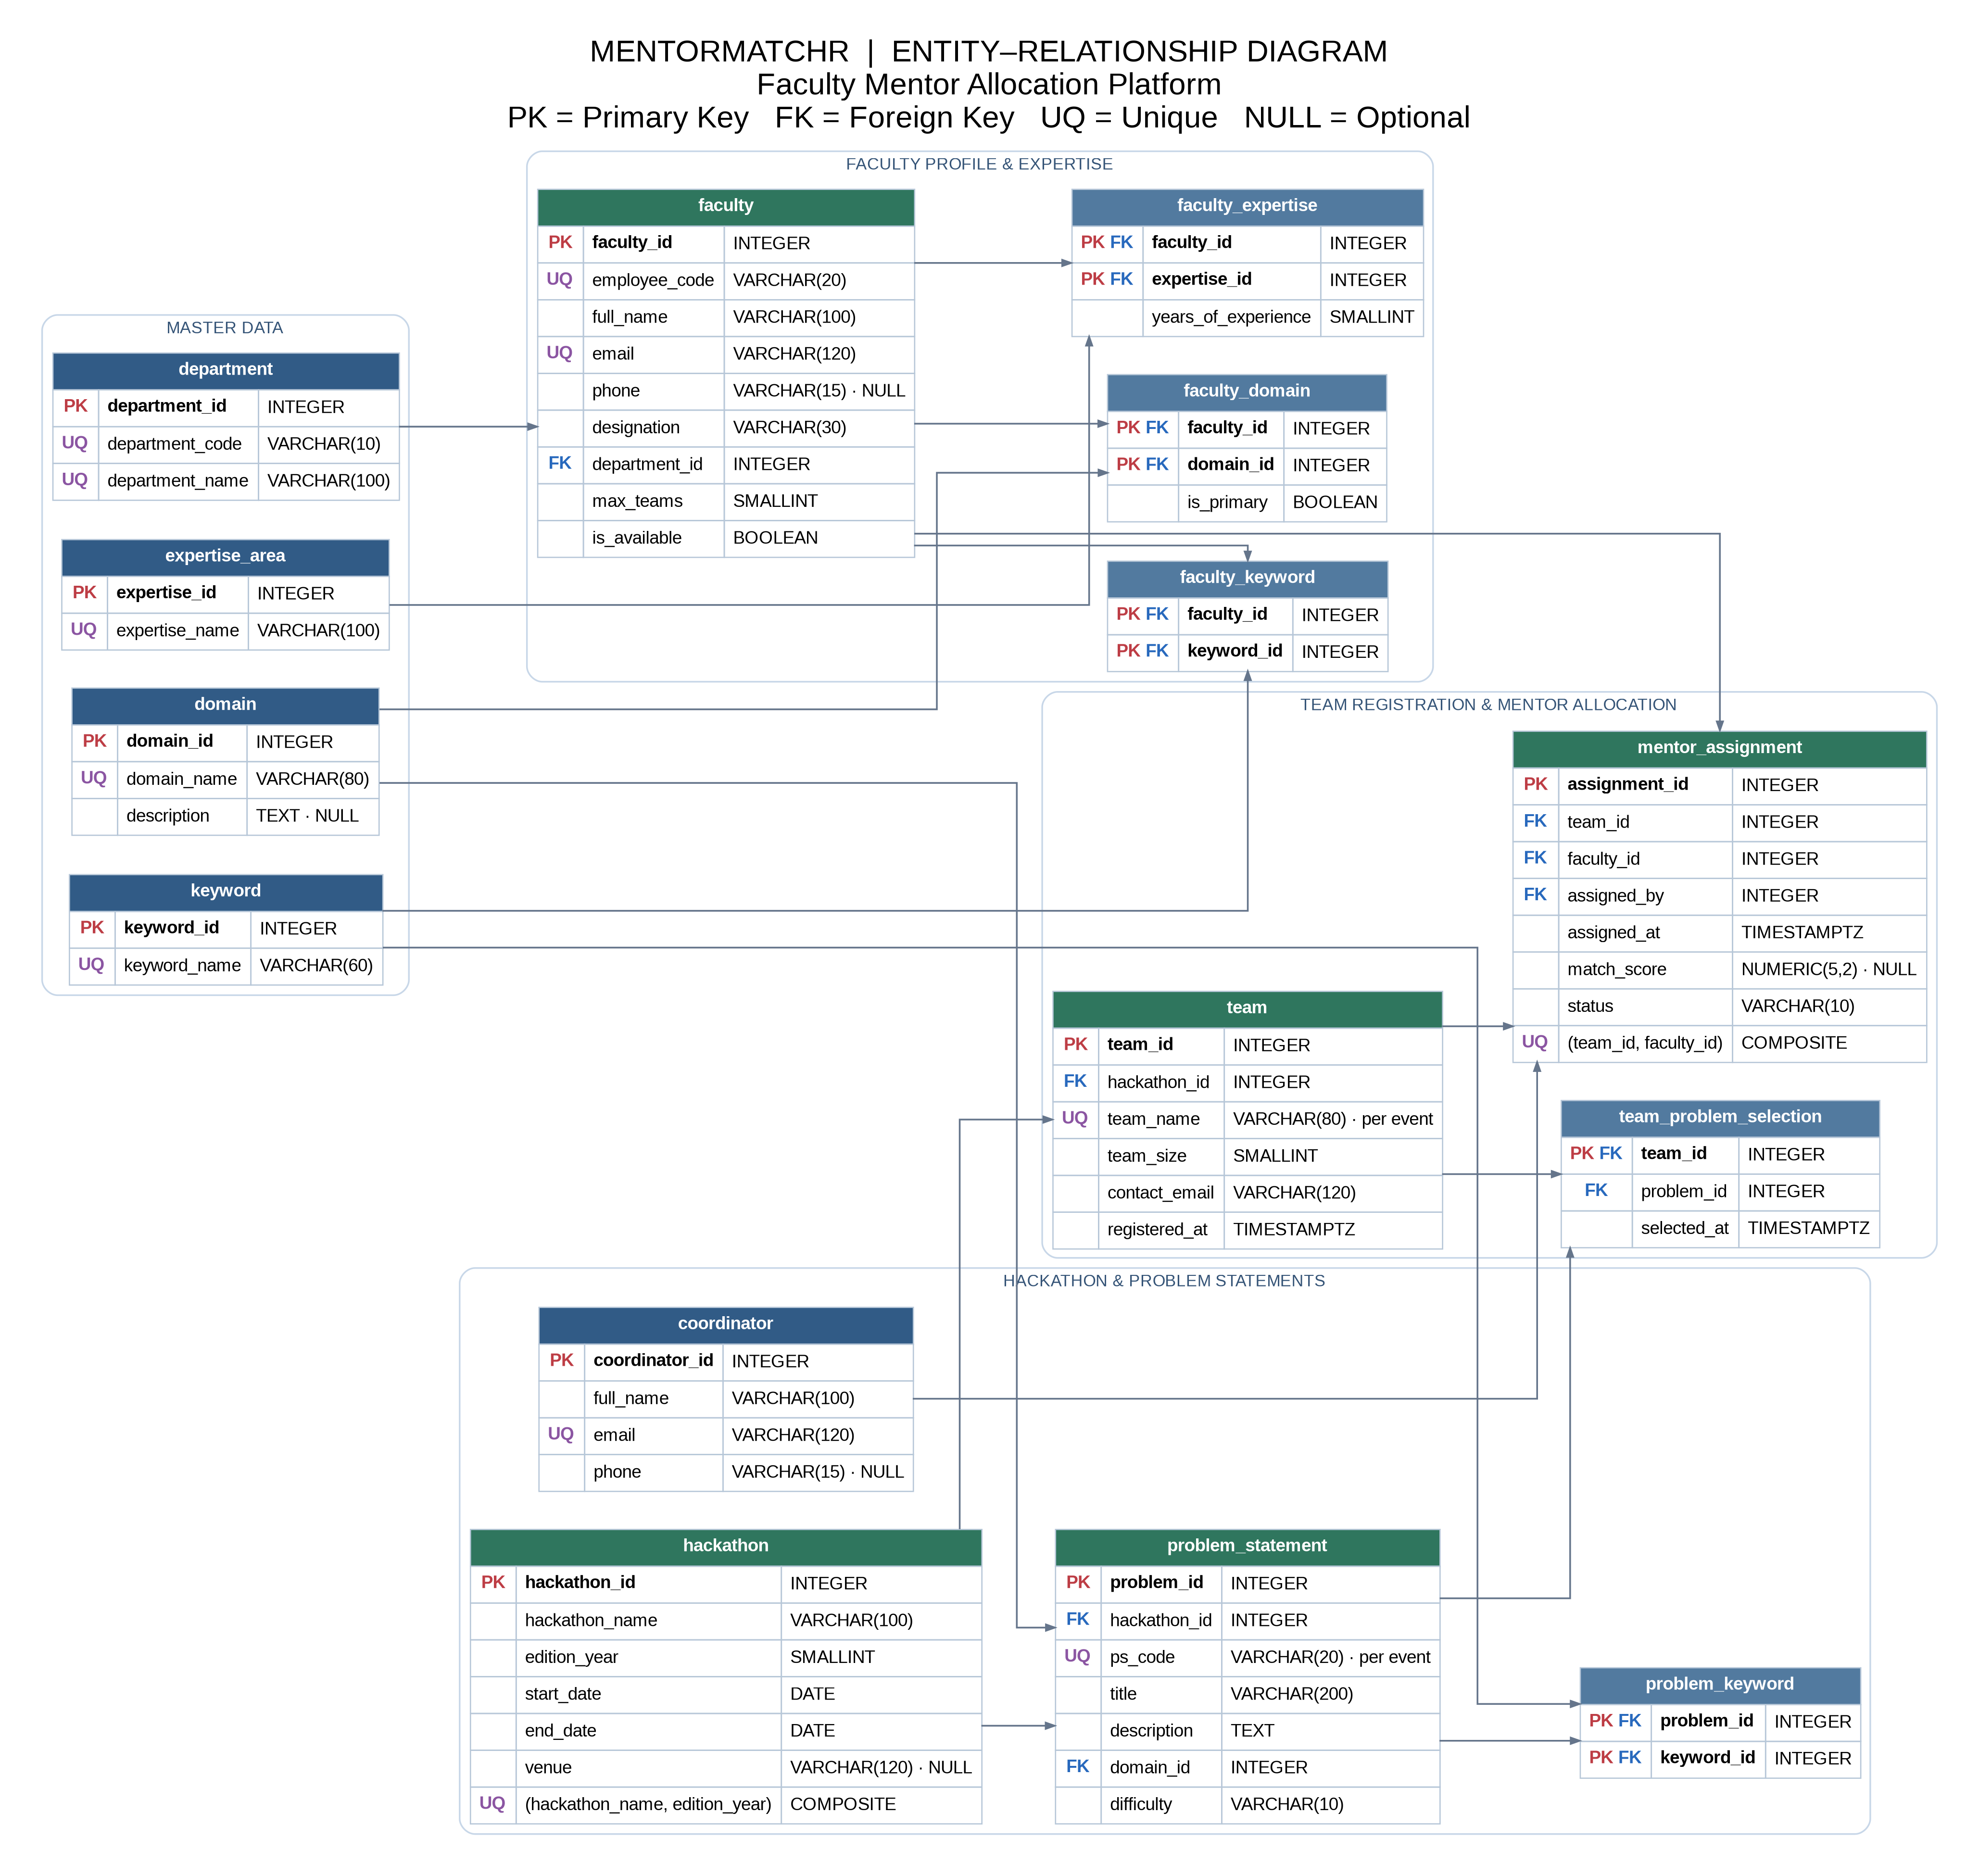 MENTORMATCHR | ENTITY–RELATIONSHIP DIAGRAM
Faculty Mentor Allocation Platform
PK = Primary Key FK = Foreign Key UQ = Unique NULL = Optional
MASTER DATA
department
PK department_id INTEGER
UQ department_code VARCHAR(10)
UQ department_name VARCHAR(100)
expertise_area
PK expertise_id INTEGER
UQ expertise_name VARCHAR(100)
domain
PK domain_id INTEGER
UQ domain_name VARCHAR(80)
description TEXT · NULL
keyword
PK keyword_id INTEGER
UQ keyword_name VARCHAR(60)
FACULTY PROFILE & EXPERTISE
faculty
PK faculty_id INTEGER
UQ employee_code VARCHAR(20)
full_name VARCHAR(100)
UQ email VARCHAR(120)
phone VARCHAR(15) · NULL
designation VARCHAR(30)
FK department_id INTEGER
max_teams SMALLINT
is_available BOOLEAN
faculty_expertise
PK FK faculty_id INTEGER
PK FK expertise_id INTEGER
years_of_experience SMALLINT
faculty_domain
PK FK faculty_id INTEGER
PK FK domain_id INTEGER
is_primary BOOLEAN
faculty_keyword
PK FK faculty_id INTEGER
PK FK keyword_id INTEGER
TEAM REGISTRATION & MENTOR ALLOCATION
mentor_assignment
PK assignment_id INTEGER
FK team_id INTEGER
FK faculty_id INTEGER
FK assigned_by INTEGER
assigned_at TIMESTAMPTZ
match_score NUMERIC(5,2) · NULL
status VARCHAR(10)
UQ (team_id, faculty_id) COMPOSITE
team
PK team_id INTEGER
FK hackathon_id INTEGER
UQ team_name VARCHAR(80) · per event
team_size SMALLINT
contact_email VARCHAR(120)
registered_at TIMESTAMPTZ
team_problem_selection
PK FK team_id INTEGER
FK problem_id INTEGER
selected_at TIMESTAMPTZ
HACKATHON & PROBLEM STATEMENTS
coordinator
PK coordinator_id INTEGER
full_name VARCHAR(100)
UQ email VARCHAR(120)
phone VARCHAR(15) · NULL
hackathon
PK hackathon_id INTEGER
hackathon_name VARCHAR(100)
edition_year SMALLINT
start_date DATE
end_date DATE
venue VARCHAR(120) · NULL
UQ (hackathon_name, edition_year) COMPOSITE
problem_statement
PK problem_id INTEGER
FK hackathon_id INTEGER
UQ ps_code VARCHAR(20) · per event
title VARCHAR(200)
description TEXT
FK domain_id INTEGER
difficulty VARCHAR(10)
problem_keyword
PK FK problem_id INTEGER
PK FK keyword_id INTEGER